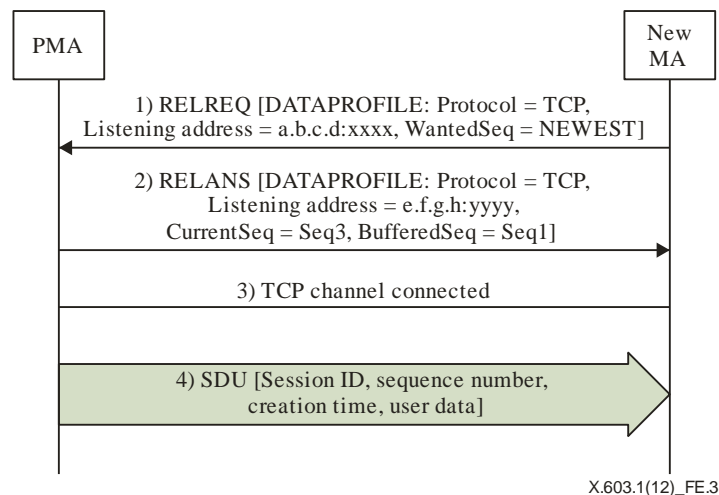 PMA
New
MA
1) RELREQ [DATAPROFILE: Protocol = TCP,
Listening address = a.b.c.d:xxxx, WantedSeq = NEWEST]
2) RELANS [DATAPROFILE: Protocol = TCP,
Listening address = e.f.g.h:yyyy,
CurrentSeq = Seq3, BufferedSeq = Seq1]
3) TCP channel connected
4) SDU [Session ID, sequence number,
creation time, user data]
X.603.1(12)_FE.3